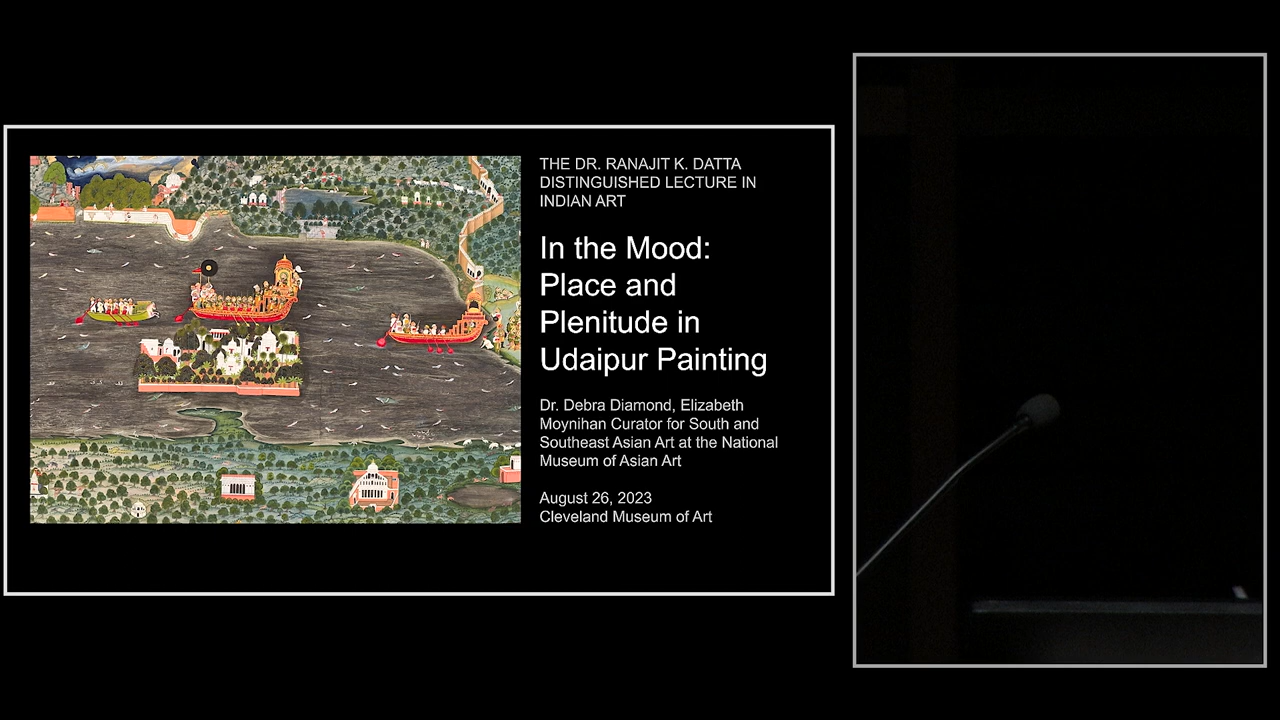 THE DR. RANAJIT K. DATTA
DISTINGUISHED LECTURE IN
INDIAN ART
In the Mood:
Place and
Plenitude in
Udaipur Painting
Dr. Debra Diamond, Elizabeth
Moynihan Curator for South and
Southeast Asian Art at the National
Museum of Asian Art
August 26, 2023
Cleveland Museum of Art